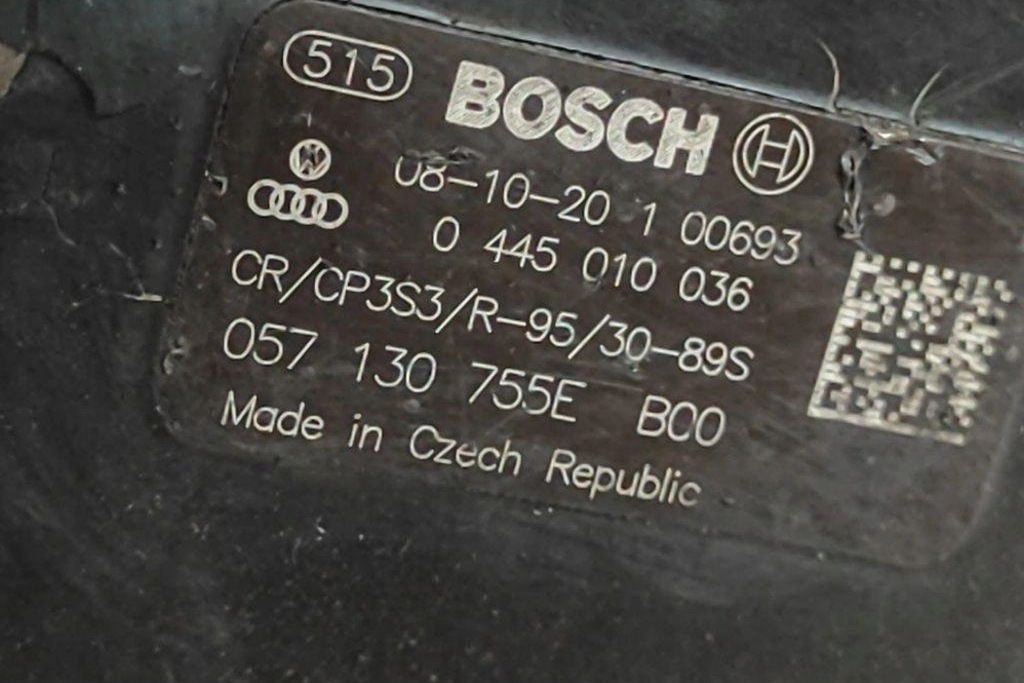 515 BOSCH
08-10-20 1 00693
0 445 010 036
CR/CP3S3/R-95/30-89S
057 130 755E B00
Made in Czech Republic